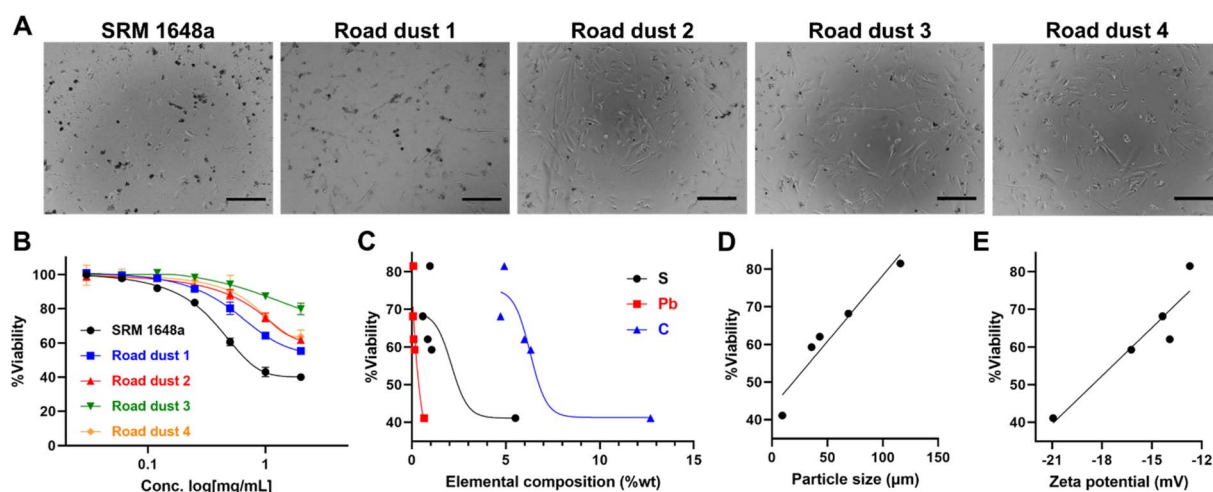 A
SRM 1648a
Road dust 1
Road dust 2
Road dust 3
Road dust 4
B
%Viability
100
80
60
40
20
0
SRM 1648a
Road dust 1
Road dust 2
Road dust 3
Road dust 4
0.1
1
Conc. log[mg/mL]
C
%Viability
80
70
60
50
40
S
Pb
C
0
5
10
15
Elemental composition (%wt)
D
%Viability
80
70
60
50
40
0
50
100
150
Particle size (μm)
E
%Viability
80
70
60
50
40
-21
-18
-15
-12
Zeta potential (mV)